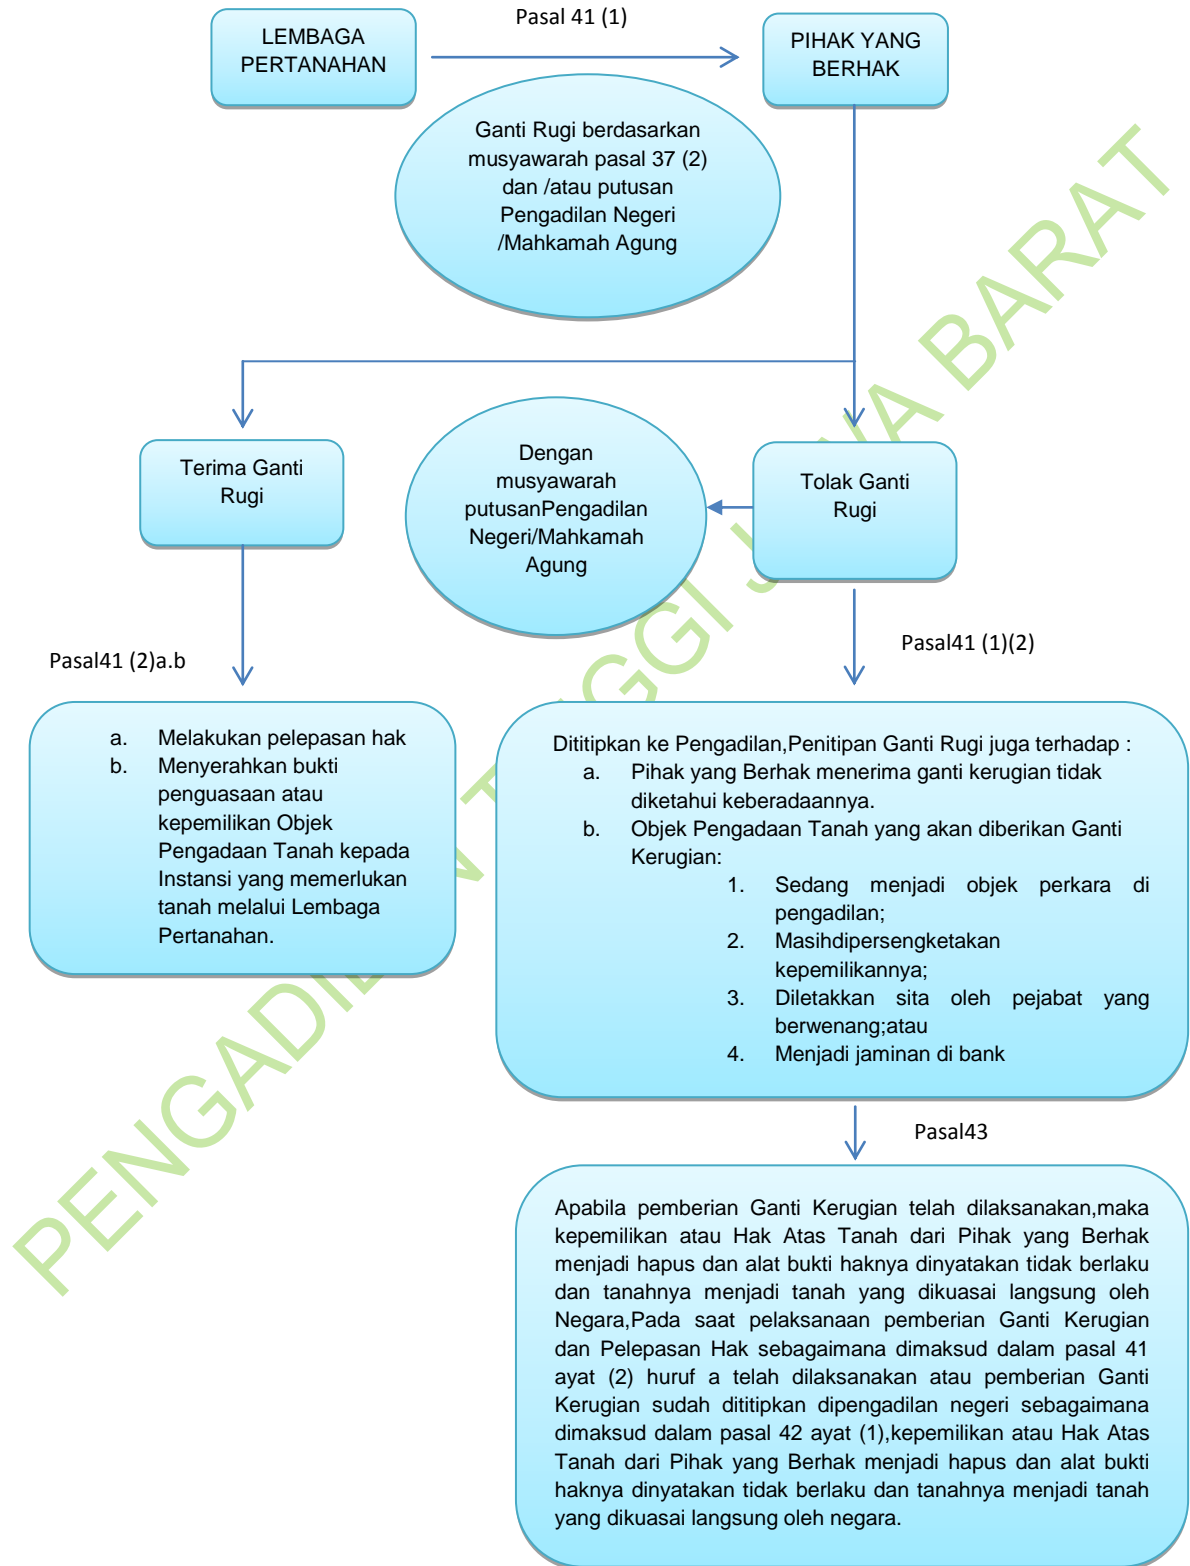 Pasal 41 (1)
LEMBAGA
PERTANAHAN
PIHAK YANG
BERHAK
Ganti Rugi berdasarkan
musyawarah pasal 37 (2)
dan /atau putusan
Pengadilan Negeri
/Mahkamah Agung
Terima Ganti
Rugi
Dengan
musyawarah
putusanPengadilan
Negeri/Mahkamah
Agung
Tolak Ganti
Rugi
Pasal41 (2)a.b
Pasal41 (1)(2)
a. Melakukan pelepasan hak
b. Menyerahkan bukti
penguasaan atau
kepemilikan Objek
Pengadaan Tanah kepada
Instansi yang memerlukan
tanah melalui Lembaga
Pertanahan.
Dititipkan ke Pengadilan,Penitipan Ganti Rugi juga terhadap :
a. Pihak yang Berhak menerima ganti kerugian tidak
diketahui keberadaannya.
b. Objek Pengadaan Tanah yang akan diberikan Ganti
Kerugian:
1. Sedang menjadi objek perkara di
pengadilan;
2. Masihdipersengketakan
kepemilikannya;
3. Diletakkan sita oleh pejabat yang
berwenang;atau
4. Menjadi jaminan di bank
Pasal43
Apabila pemberian Ganti Kerugian telah dilaksanakan,maka
kepemilikan atau Hak Atas Tanah dari Pihak yang Berhak
menjadi hapus dan alat bukti haknya dinyatakan tidak berlaku
dan tanahnya menjadi tanah yang dikuasai langsung oleh
Negara,Pada saat pelaksanaan pemberian Ganti Kerugian
dan Pelepasan Hak sebagaimana dimaksud dalam pasal 41
ayat (2) huruf a telah dilaksanakan atau pemberian Ganti
Kerugian sudah dititipkan dipengadilan negeri sebagaimana
dimaksud dalam pasal 42 ayat (1),kepemilikan atau Hak Atas
Tanah dari Pihak yang Berhak menjadi hapus dan alat bukti
haknya dinyatakan tidak berlaku dan tanahnya menjadi tanah
yang dikuasai langsung oleh negara.
BARAT